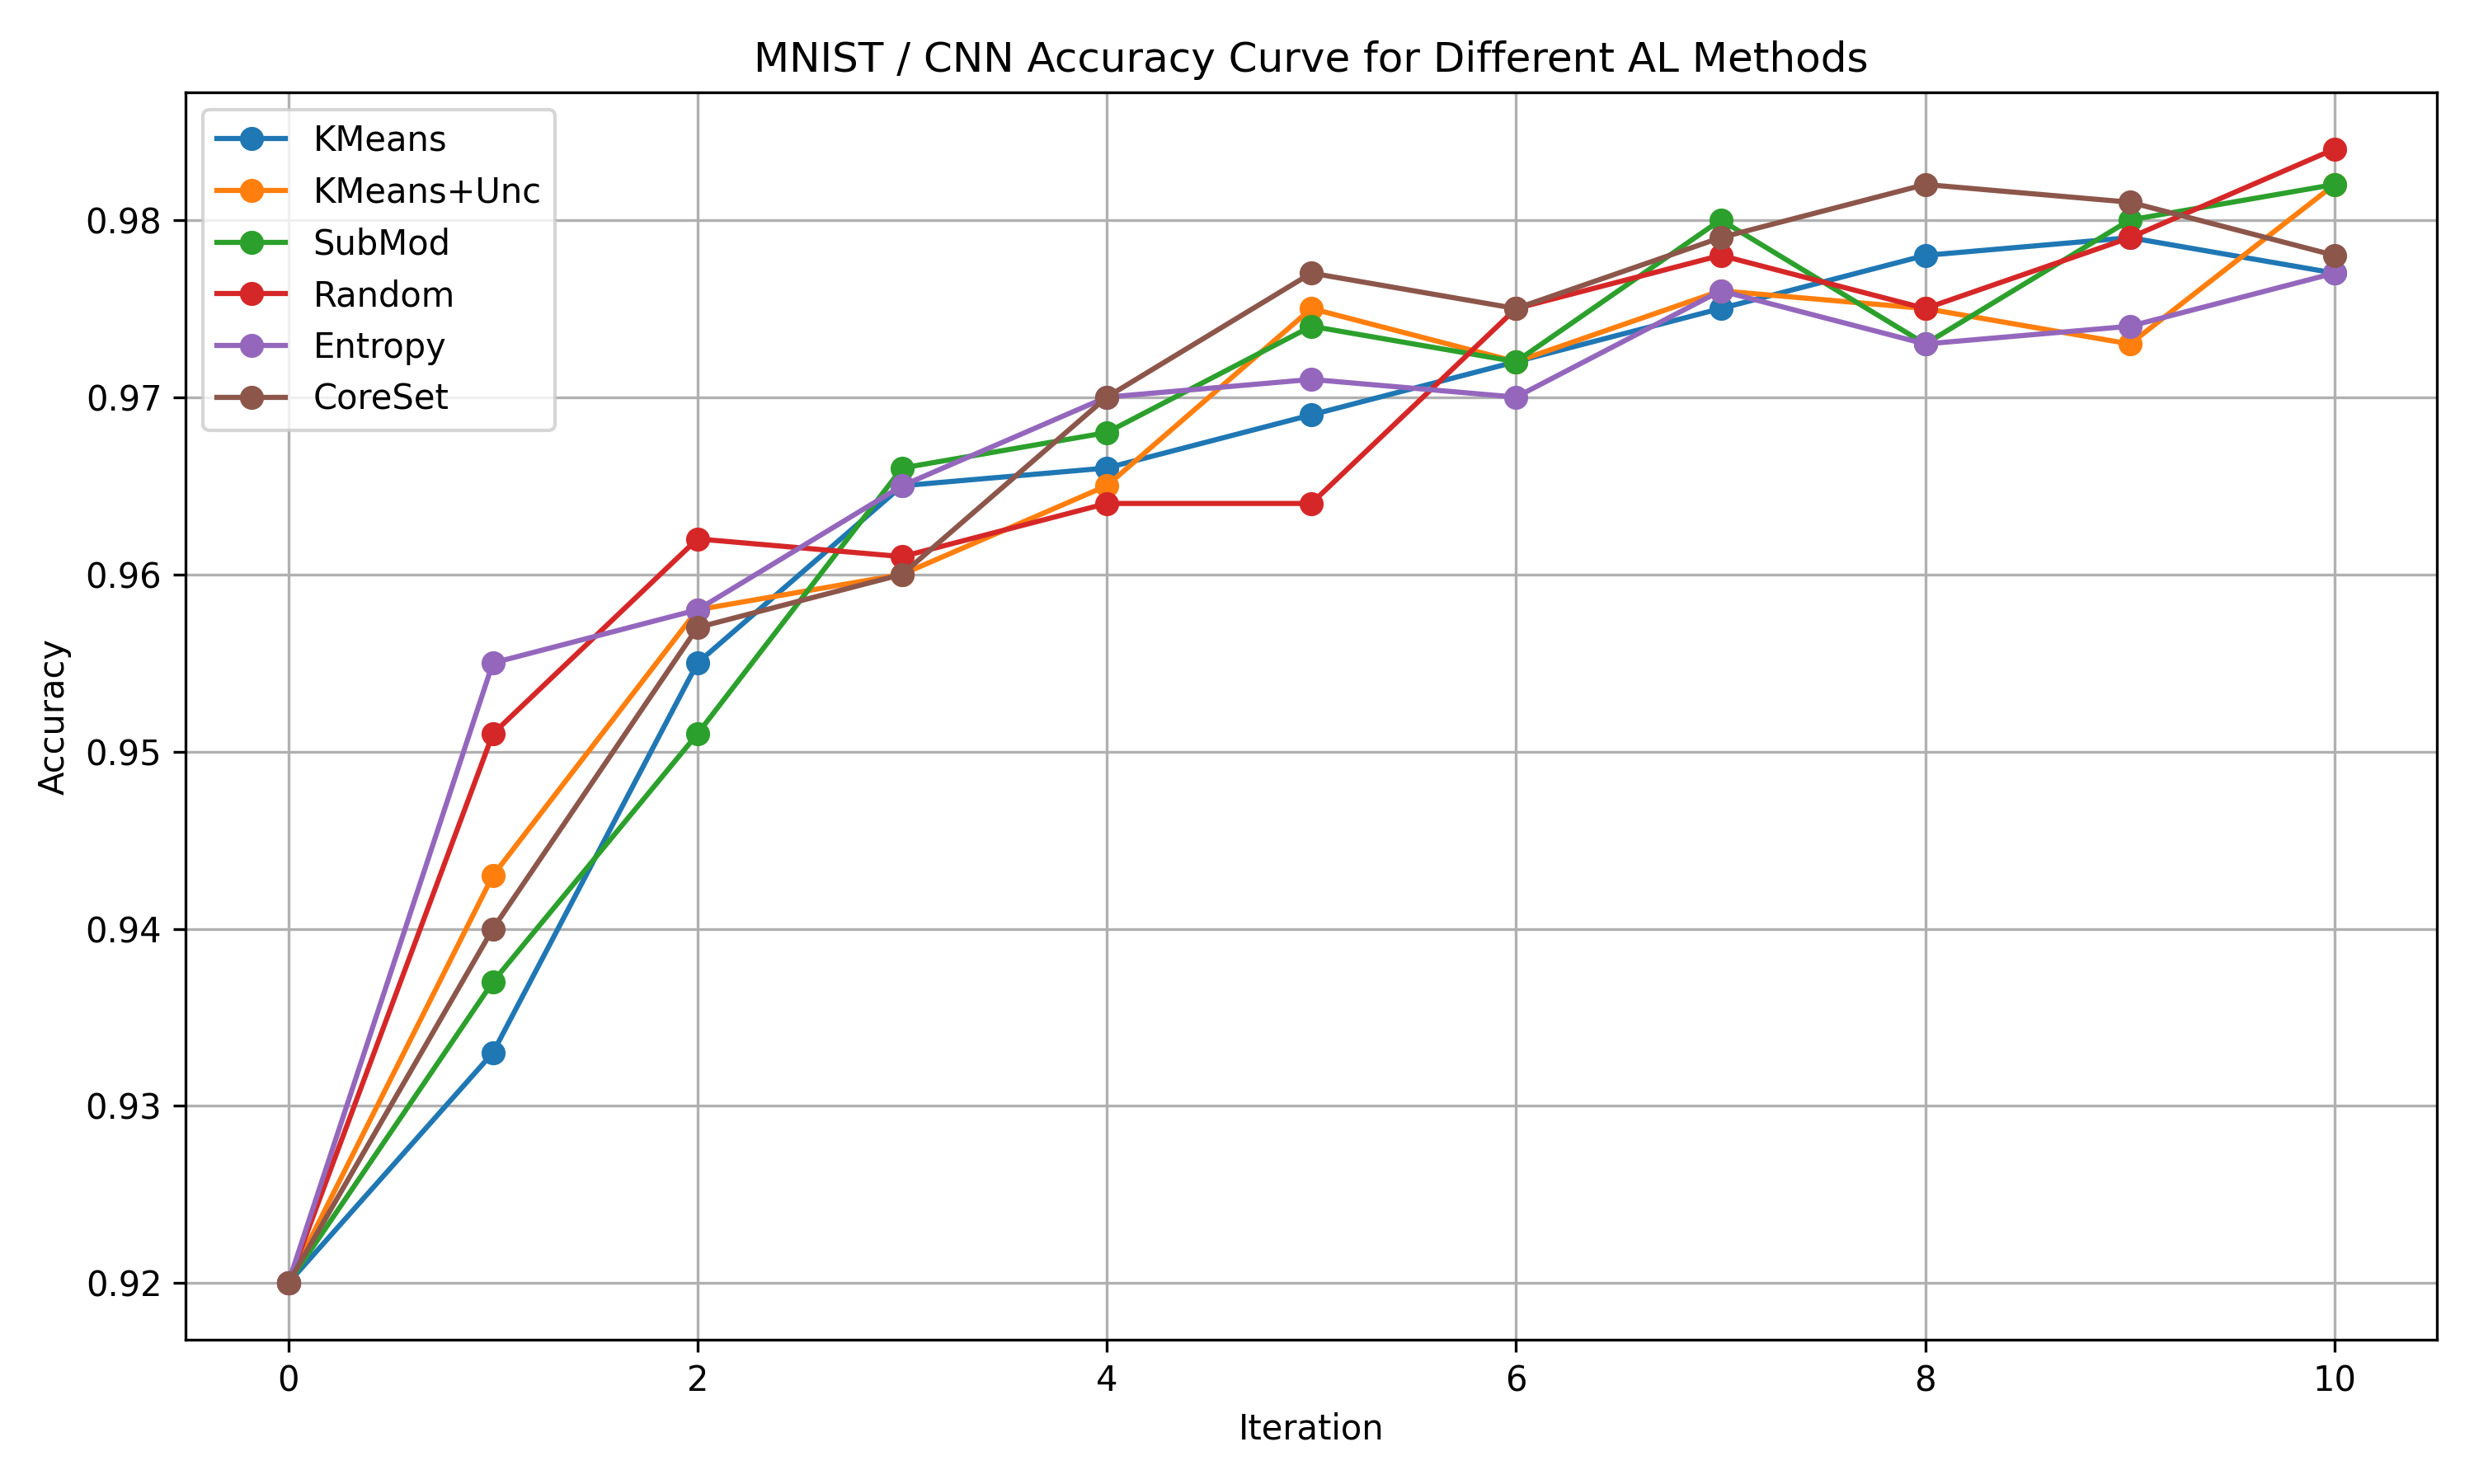 MNIST / CNN Accuracy Curve for Different AL Methods
KMeans
KMeans+Unc
SubMod
Random
Entropy
CoreSet
0.98
0.97
0.96
0.95
0.94
0.93
0.92
Accuracy
0 2 4 6 8 10
Iteration